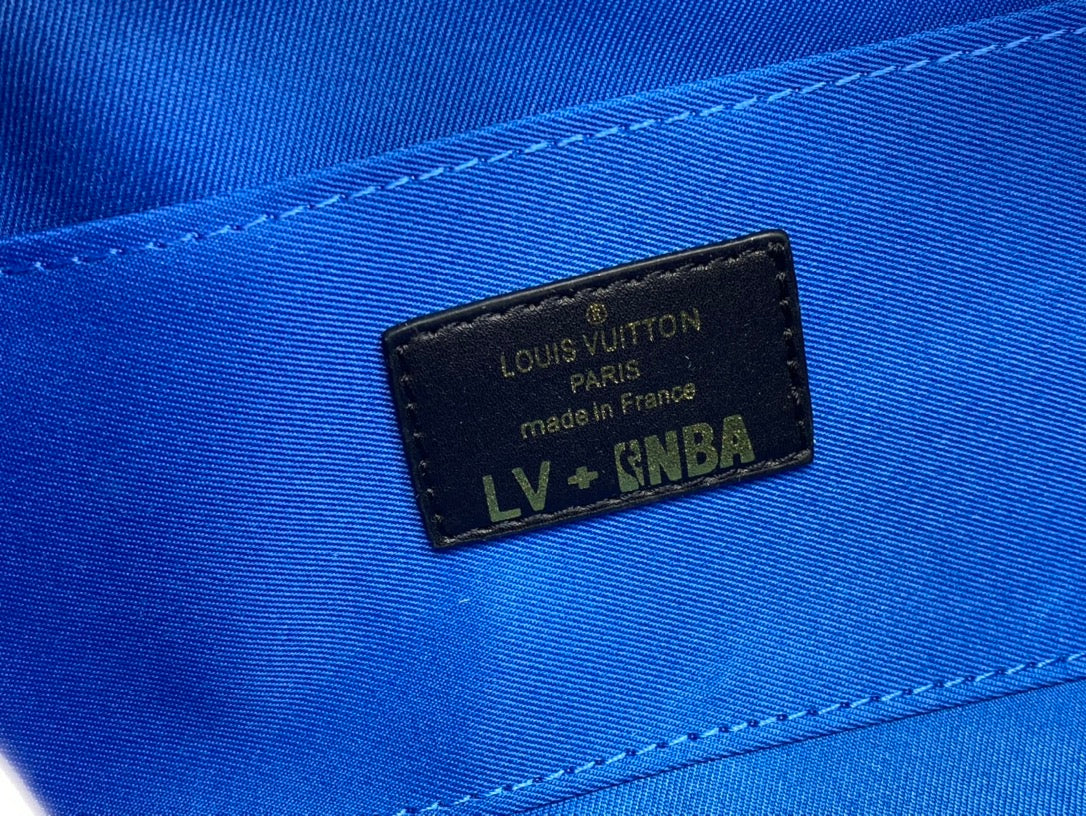 ®
LOUIS VUITTON
PARIS
made in France
LV + NBA